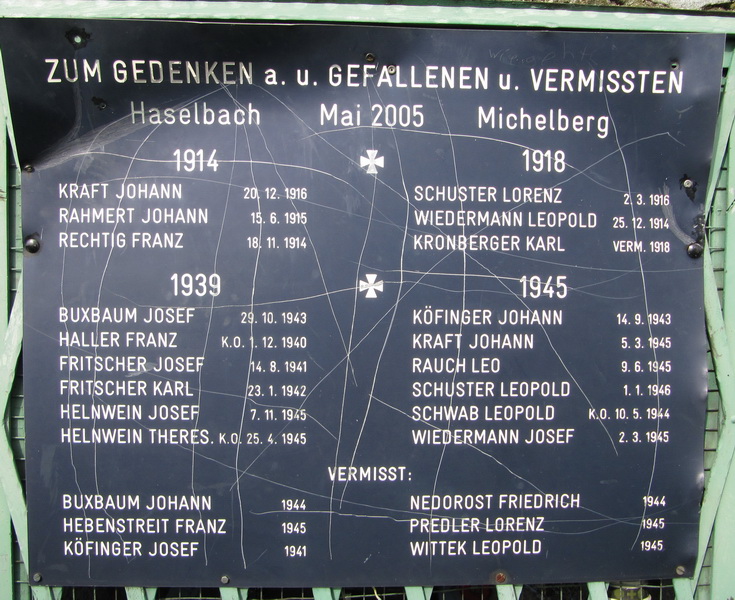 ZUM GEDENKEN a. u. GEFALLENEN u. VERMISSTEN
Haselbach Mai 2005 Michelberg
1914 1918
KRAFT JOHANN 20. 12. 1916 SCHUSTER LORENZ 2. 3. 1916
RAHMERT JOHANN 15. 6. 1915 WIEDERMANN LEOPOLD 25. 12. 1914
RECHTIG FRANZ 18. 11. 1914 KRONBERGER KARL VERM. 1918
1939 1945
BUXBAUM JOSEF 29. 10. 1943 KÖFINGER JOHANN 14. 9. 1943
HALLER FRANZ K.O. 1. 12. 1940 KRAFT JOHANN 5. 3. 1945
FRITSCHER JOSEF 14. 8. 1941 RAUCH LEO 9. 6. 1945
FRITSCHER KARL 23. 1. 1942 SCHUSTER LEOPOLD 1. 1. 1946
HELNWEIN JOSEF 7. 11. 1945 SCHWAB LEOPOLD K.O. 10. 5. 1944
HELNWEIN THERES. K.O. 25. 4. 1945 WIEDERMANN JOSEF 2. 3. 1945
VERMISST:
BUXBAUM JOHANN 1944 NEDOROST FRIEDRICH 1944
HEBENSTREIT FRANZ 1945 PREDLER LORENZ 1945
KÖFINGER JOSEF 1941 WITTEK LEOPOLD 1945